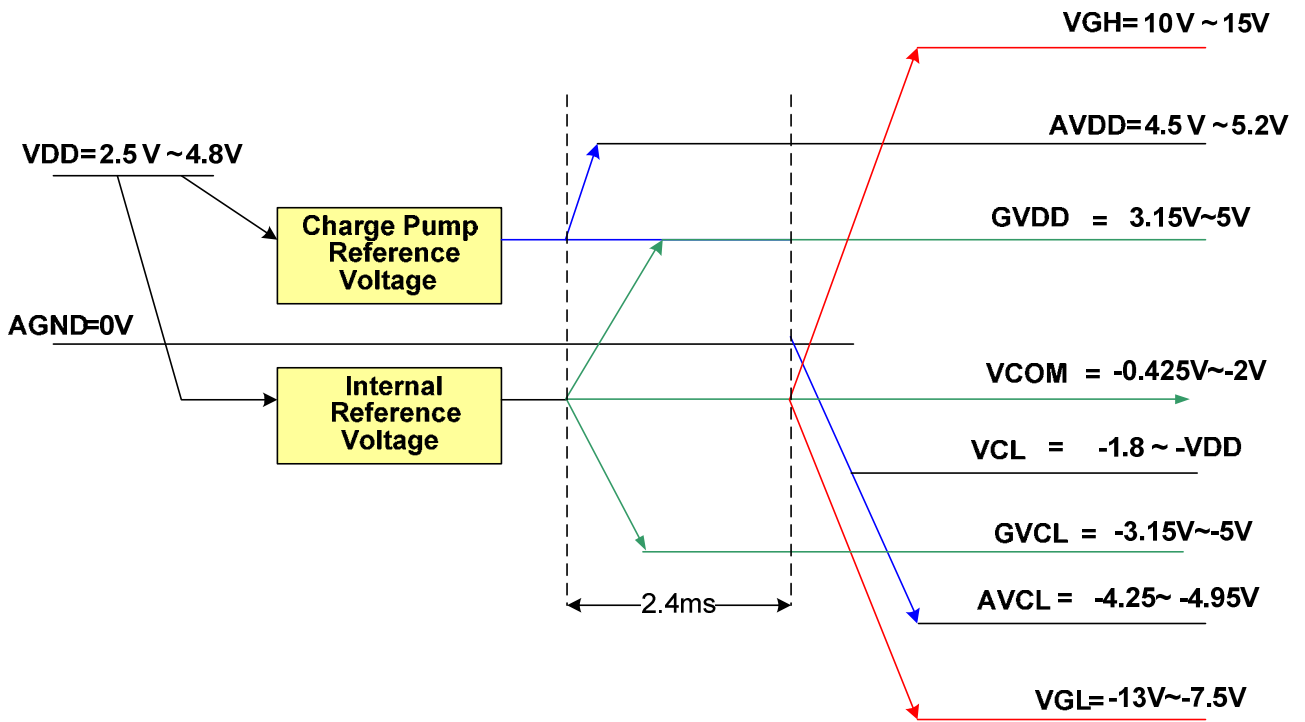 VGH= 10V ~ 15V
AVDD=4.5 V ~5.2V
VDD=2.5 V ~4.8V
Charge Pump
Reference
Voltage
GVDD = 3.15V~5V
AGND=0V
Internal
Reference
Voltage
VCOM = -0.425V~-2V
VCL = -1.8 ~ -VDD
GVCL = -3.15V~-5V
2.4ms
AVCL = -4.25~ -4.95V
VGL= -13V~-7.5V